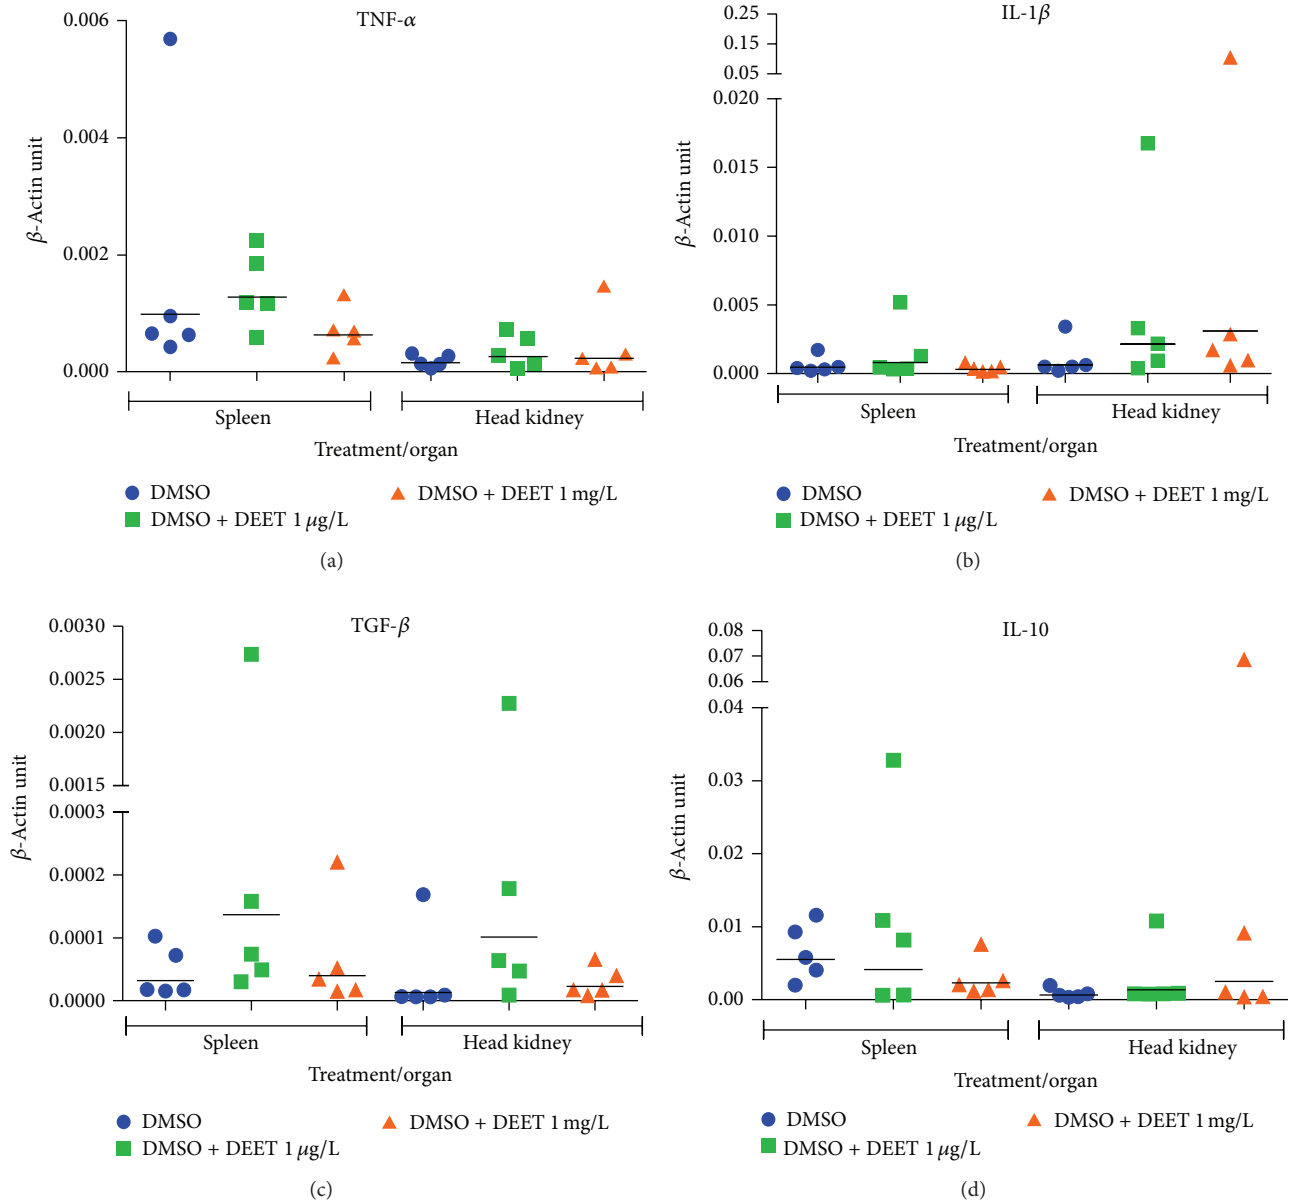 TNF-α
0.006
0.004
0.002
0.000
β-Actin unit
Spleen
Head kidney
Treatment/organ
DMSO
DMSO + DEET 1 mg/L
DMSO + DEET 1 μg/L
(a)
IL-1β
0.25
0.15
0.05
0.020
0.015
0.010
0.005
0.000
β-Actin unit
Spleen
Head kidney
Treatment/organ
DMSO
DMSO + DEET 1 mg/L
DMSO + DEET 1 μg/L
(b)
TGF-β
0.0030
0.0025
0.0020
0.0015
0.0003
0.0002
0.0001
0.0000
β-Actin unit
Spleen
Head kidney
Treatment/organ
DMSO
DMSO + DEET 1 mg/L
DMSO + DEET 1 μg/L
(c)
IL-10
0.08
0.07
0.06
0.04
0.03
0.02
0.01
0.00
β-Actin unit
Spleen
Head kidney
Treatment/organ
DMSO
DMSO + DEET 1 mg/L
DMSO + DEET 1 μg/L
(d)